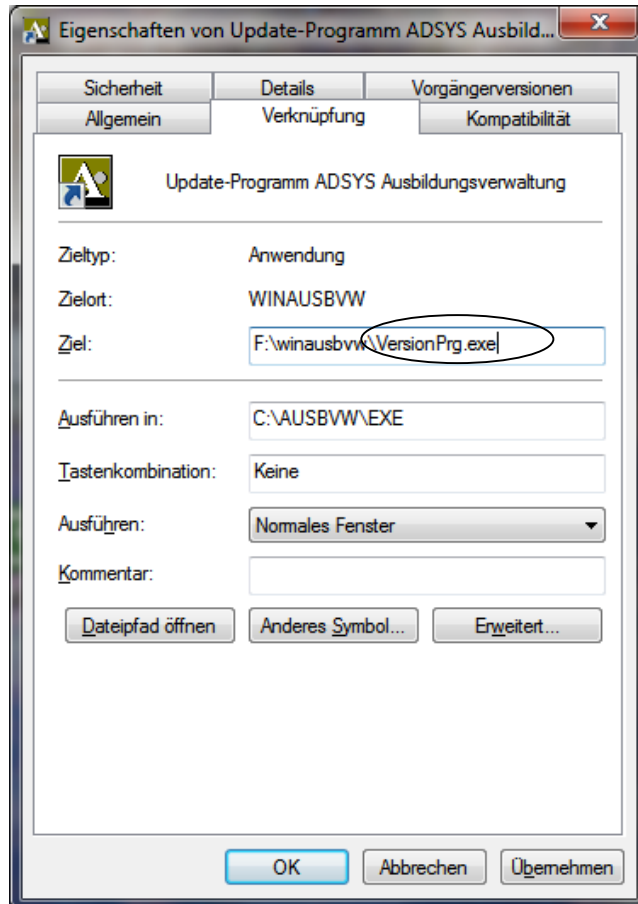 Eigenschaften von Update-Programm ADSYS Ausbild...
Sicherheit Details Vorgängerversionen
Allgemein Verknüpfung Kompatibilität
Update-Programm ADSYS Ausbildungsverwaltung
Zieltyp: Anwendung
Zielort: WINAUSBVW
Ziel: F:\winausbvw\VersionPrg.exe
Ausführen in: C:\AUSBVW\EXE
Tastenkombination: Keine
Ausführen: Normales Fenster
Kommentar:
Dateipfad öffnen Anderes Symbol... Erweitert...
OK Abbrechen Übernehmen